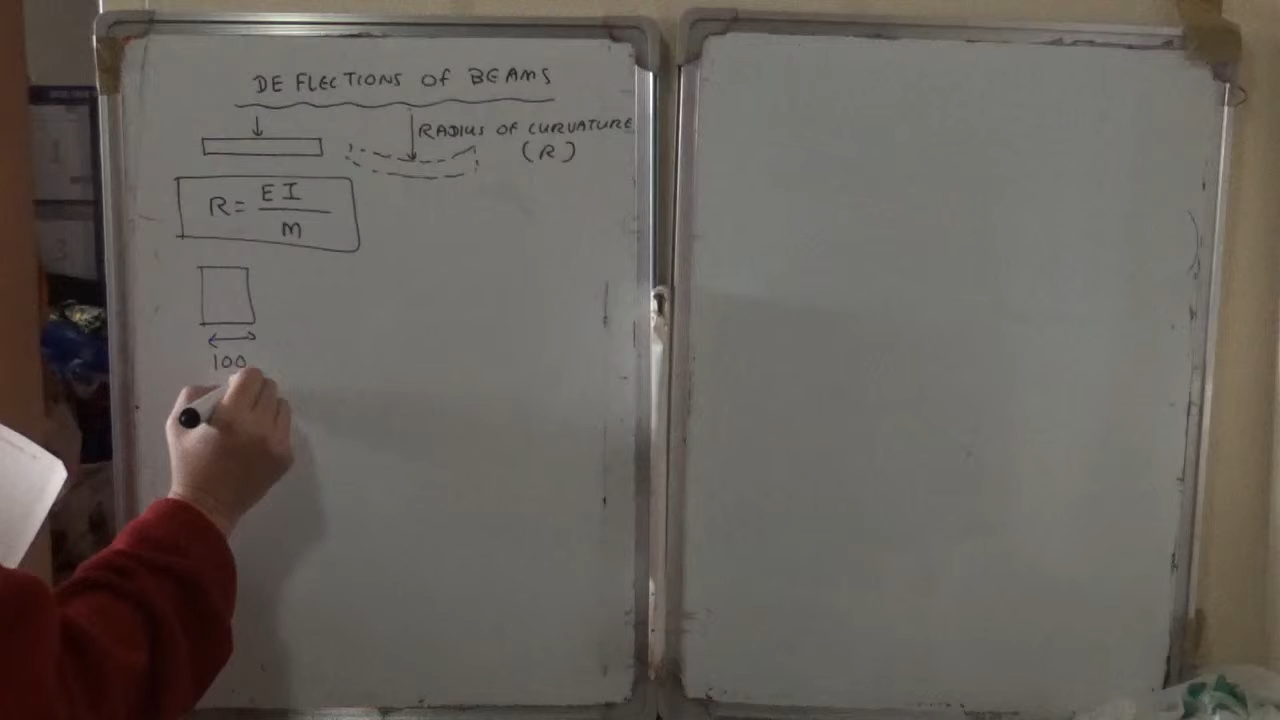 DEFLECTIONS OF BEAMS
RADIUS OF CURVATURE
(R)
R = EI
M
100